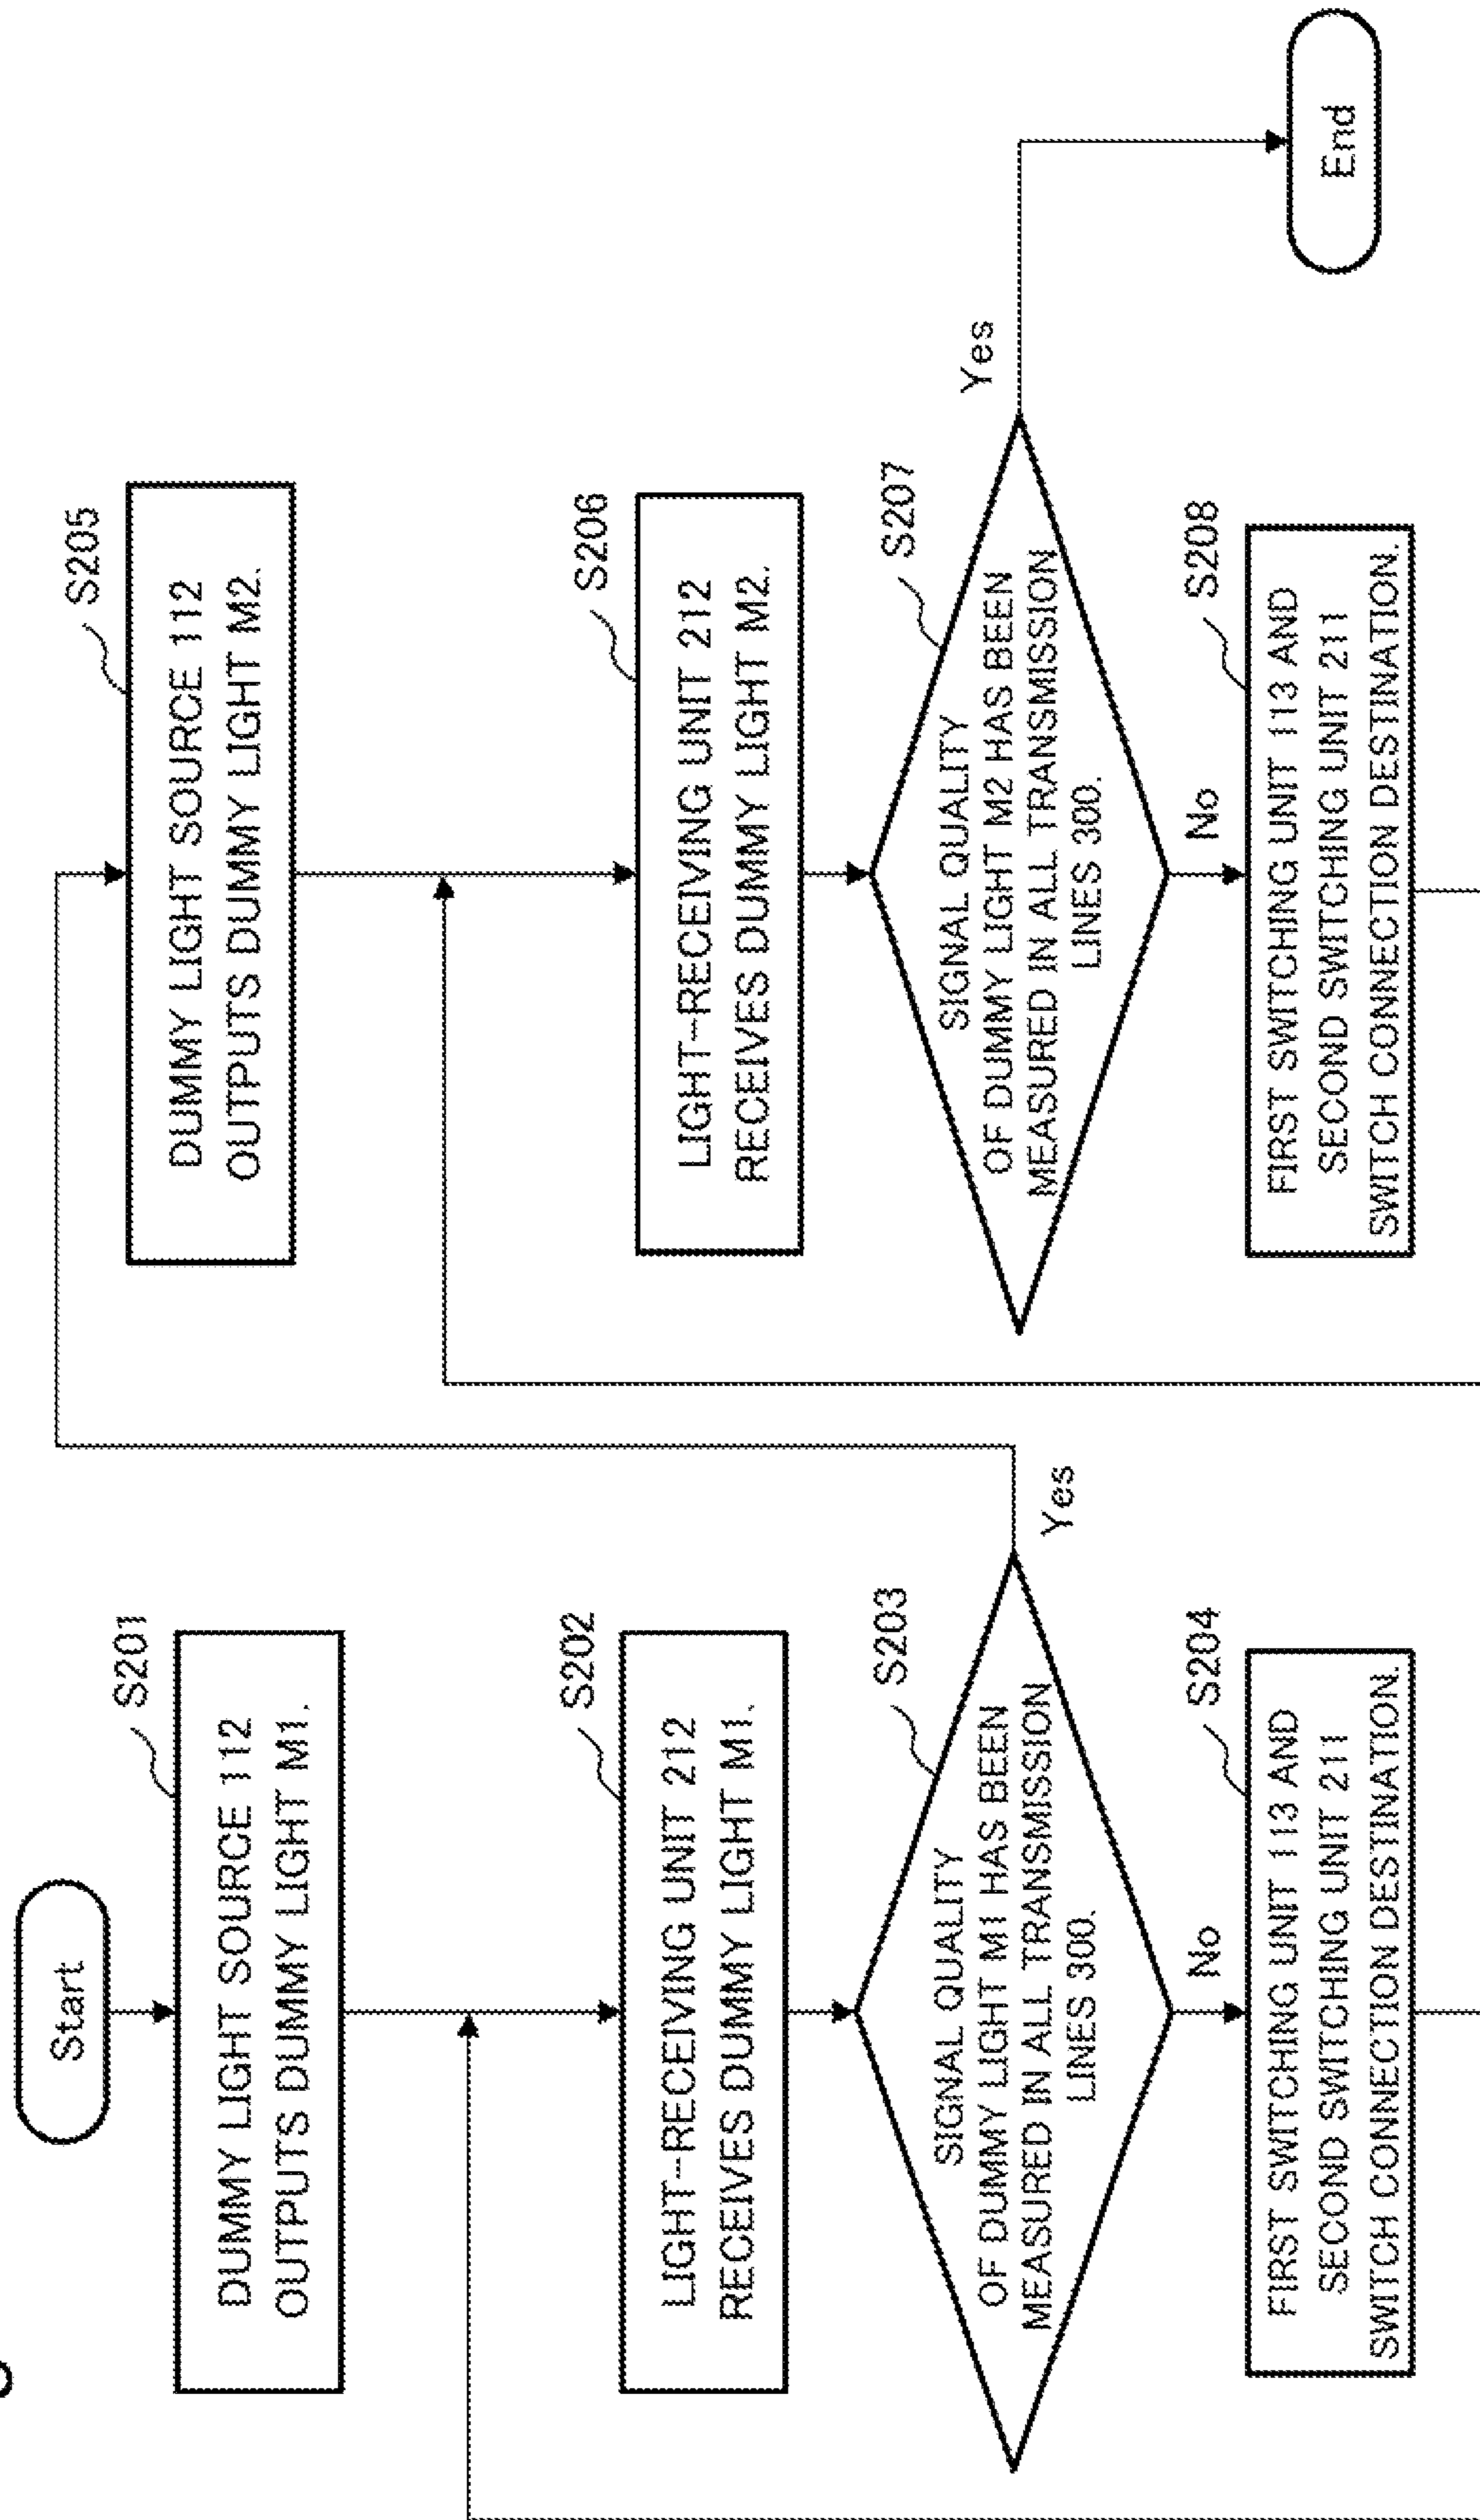 Start
S201
DUMMY LIGHT SOURCE 112
OUTPUTS DUMMY LIGHT M1.
S202
LIGHT-RECEIVING UNIT 212
RECEIVES DUMMY LIGHT M1.
S203
SIGNAL QUALITY
OF DUMMY LIGHT M1 HAS BEEN
MEASURED IN ALL TRANSMISSION
LINES 300.
Yes
No
S204
FIRST SWITCHING UNIT 113 AND
SECOND SWITCHING UNIT 211
SWITCH CONNECTION DESTINATION.
S205
DUMMY LIGHT SOURCE 112
OUTPUTS DUMMY LIGHT M2.
S206
LIGHT-RECEIVING UNIT 212
RECEIVES DUMMY LIGHT M2.
S207
SIGNAL QUALITY
OF DUMMY LIGHT M2 HAS BEEN
MEASURED IN ALL TRANSMISSION
LINES 300.
Yes
No
S208
FIRST SWITCHING UNIT 113 AND
SECOND SWITCHING UNIT 211
SWITCH CONNECTION DESTINATION.
End